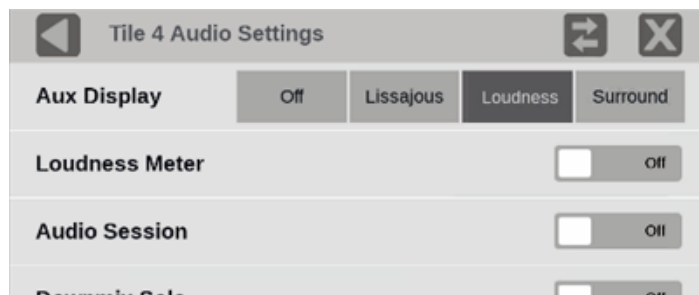 Tile 4 Audio Settings
Aux Display Off Lissajous Loudness Surround
Loudness Meter Off
Audio Session Off